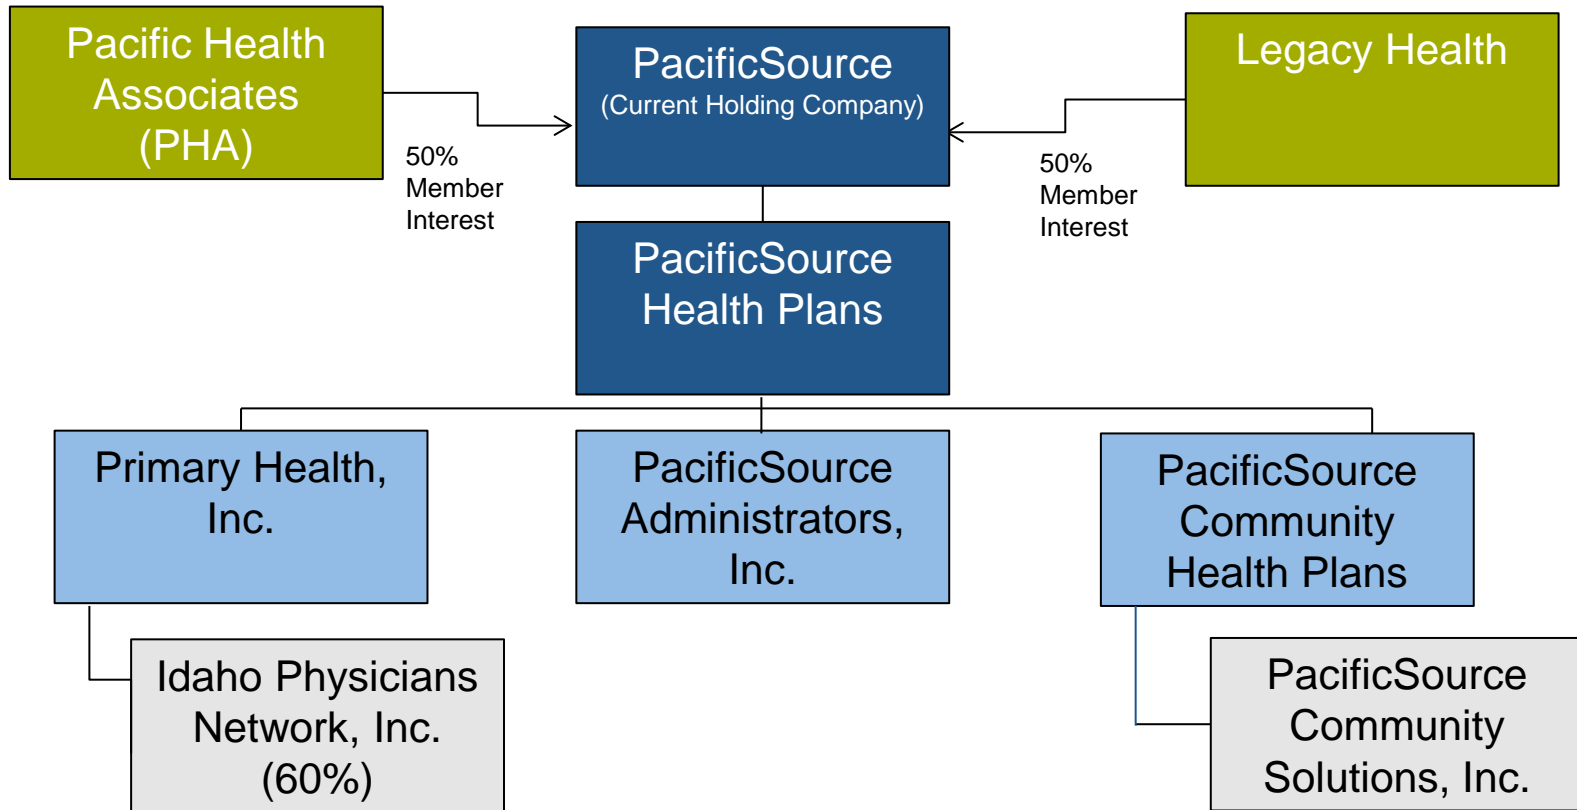 Pacific Health
Associates
(PHA)
PacificSource
(Current Holding Company)
Legacy Health
50%
Member
Interest
50%
Member
Interest
PacificSource
Health Plans
Primary Health,
Inc.
PacificSource
Administrators,
Inc.
PacificSource
Community
Health Plans
Idaho Physicians
Network, Inc.
(60%)
PacificSource
Community
Solutions, Inc.